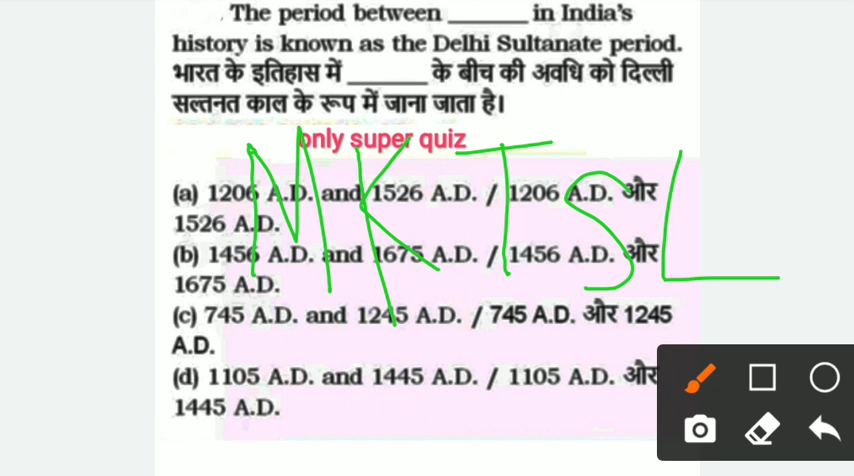 The period between ______ in India's
history is known as the Delhi Sultanate period.
भारत के इतिहास में ______ के बीच की अवधि को दिल्ली
सल्तनत काल के रूप में जाना जाता है।
only super quiz
(a) 1206 A.D. and 1526 A.D. / 1206 A.D. और
1526 A.D.
(b) 1456 A.D. and 1675 A.D. / 1456 A.D. और
1675 A.D.
(c) 745 A.D. and 1245 A.D. / 745 A.D. और 1245
A.D.
(d) 1105 A.D. and 1445 A.D. / 1105 A.D. और
1445 A.D.
MKTSL